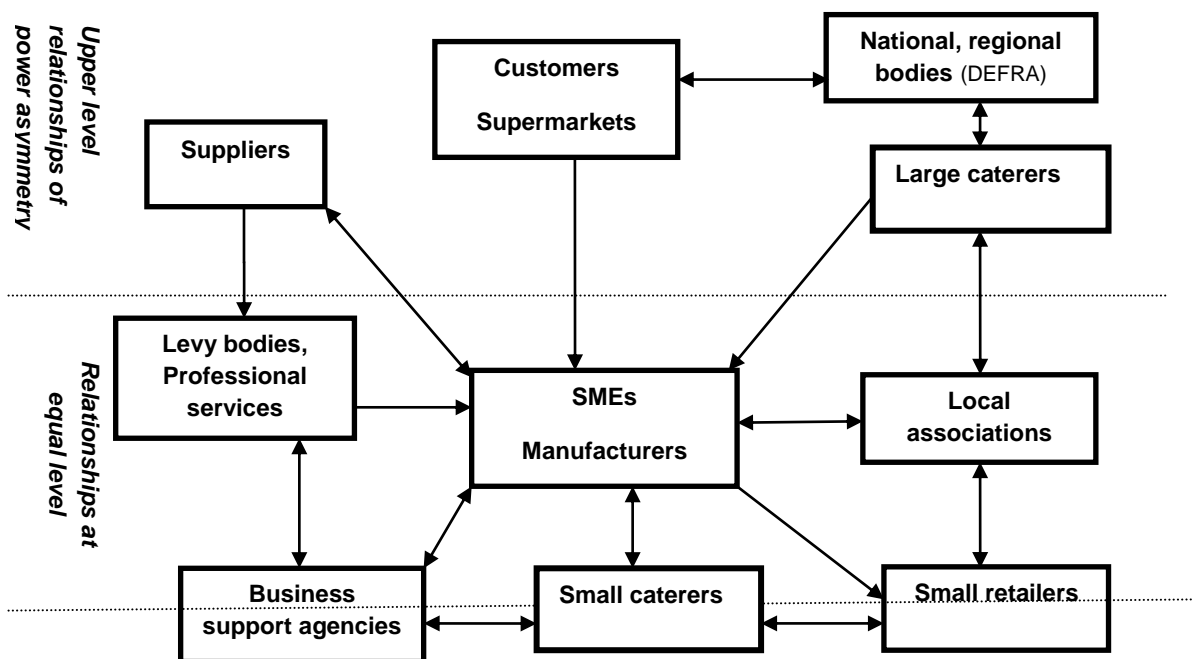 Upper level
relationships of
power asymmetry
Customers
Supermarkets
National, regional
bodies (DEFRA)
Suppliers
Large caterers
Relationships at
equal level
Levy bodies,
Professional
services
SMEs
Manufacturers
Local
associations
Business
support agencies
Small caterers
Small retailers